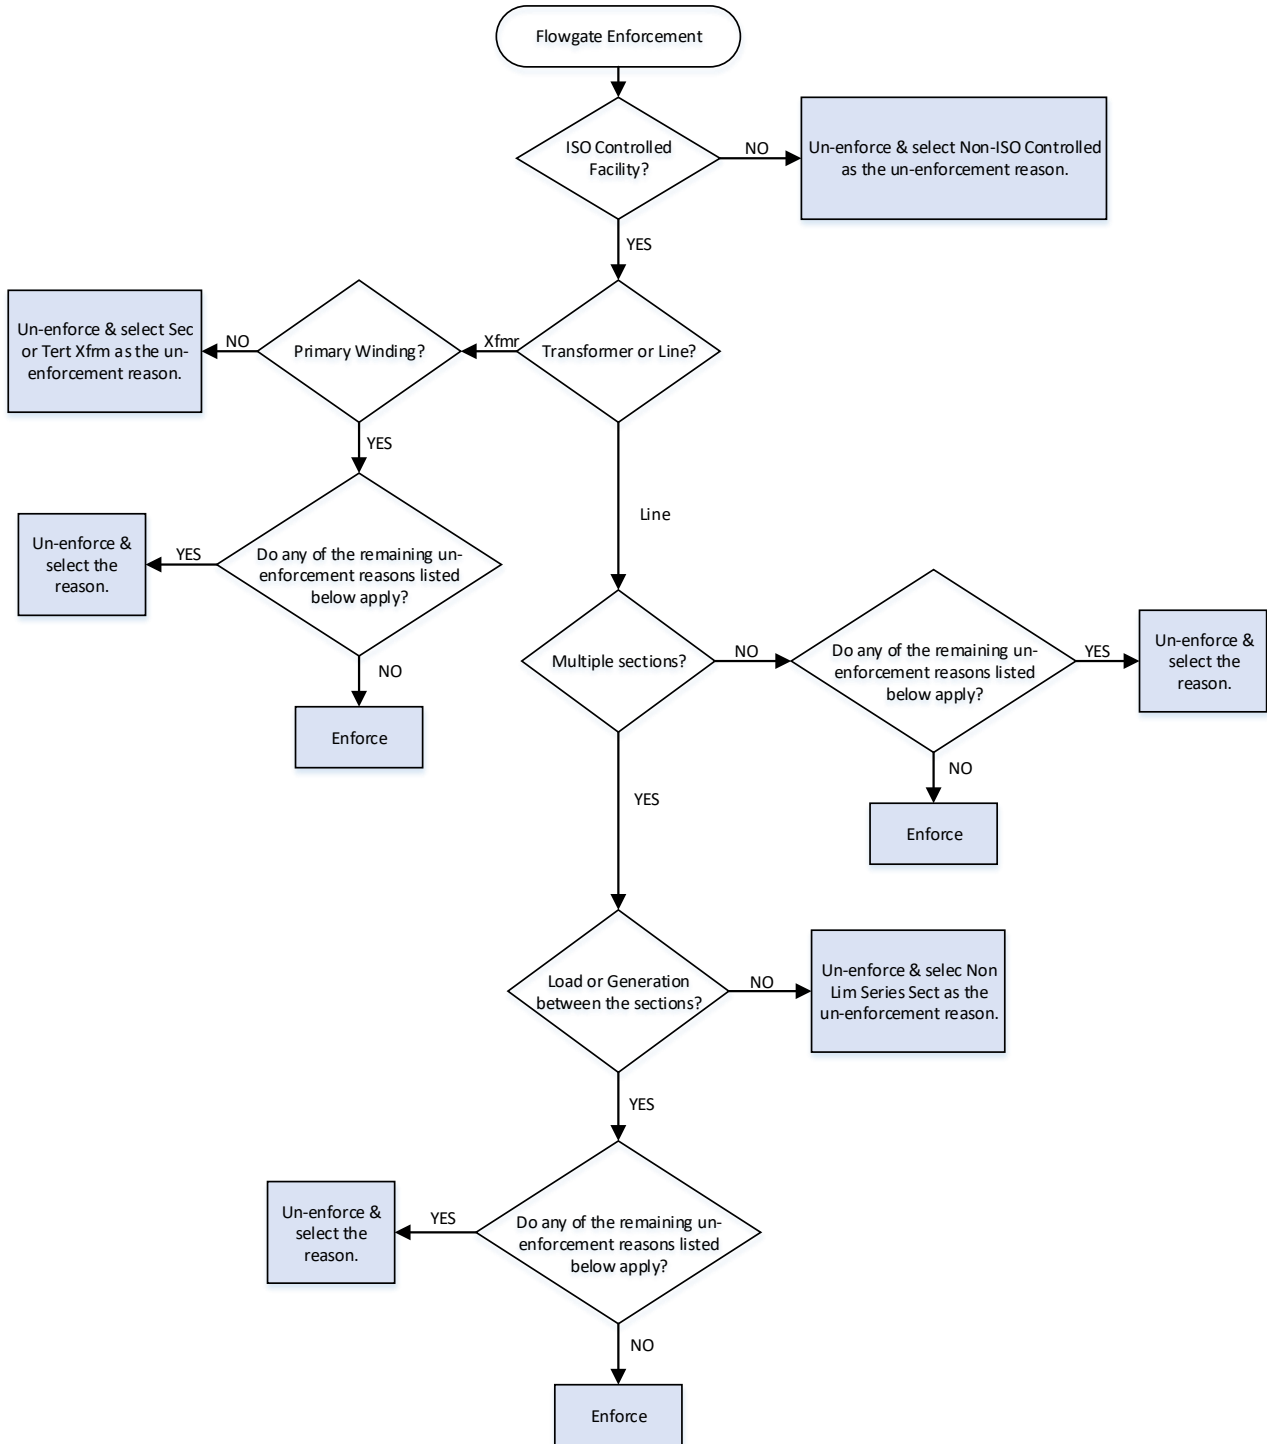 Flowgate Enforcement
ISO Controlled
Facility?
NO
Un-enforce & select Non-ISO Controlled
as the un-enforcement reason.
YES
Transformer or Line?
Xfmr
Primary Winding?
NO
Un-enforce & select Sec
or Tert Xfrm as the un-
enforcement reason.
YES
Do any of the remaining un-
enforcement reasons listed
below apply?
YES
Un-enforce &
select the
reason.
NO
Enforce
Line
Multiple sections?
NO
Do any of the remaining un-
enforcement reasons listed
below apply?
YES
Un-enforce &
select the
reason.
NO
Enforce
YES
Load or Generation
between the sections?
NO
Un-enforce & selec Non
Lim Series Sect as the
un-enforcement reason.
YES
Do any of the remaining un-
enforcement reasons listed
below apply?
YES
Un-enforce &
select the
reason.
NO
Enforce